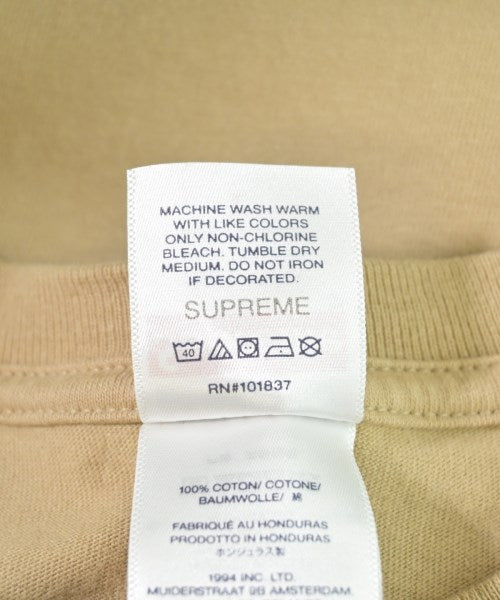 MACHINE WASH WARM
WITH LIKE COLORS
ONLY NON-CHLORINE
BLEACH. TUMBLE DRY
MEDIUM. DO NOT IRON
IF DECORATED.
SUPREME
40
RN#101837
100% COTON/ COTONE/
BAUMWOLLE/ 綿
FABRIQUÉ AU HONDURAS
PRODOTTO IN HONDURAS
ホンジュラス製
1994 INC. LTD.
MUIDERSTRAAT 9B AMSTERDAM.